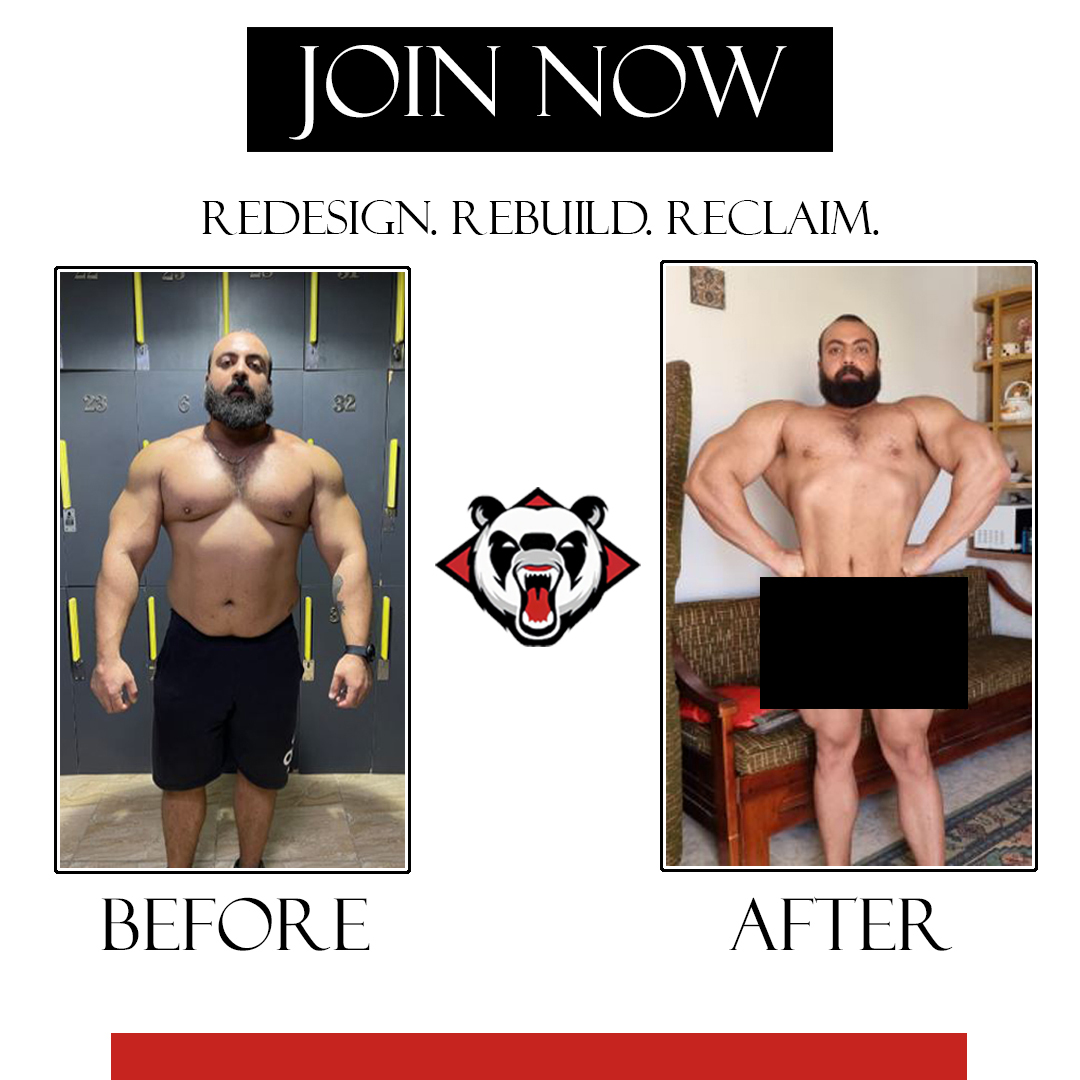 JOIN NOW
REDESIGN. REBUILD. RECLAIM.
23
6
32
BEFORE
AFTER